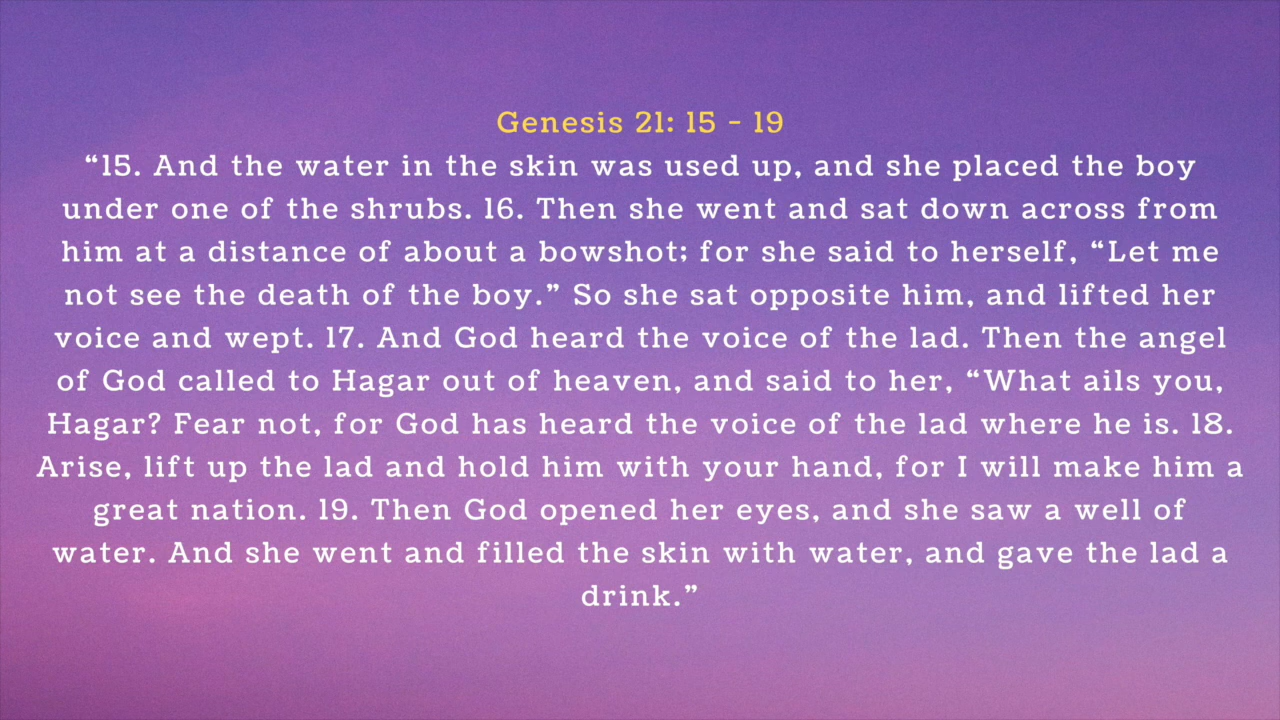 Genesis 21: 15 - 19
“15. And the water in the skin was used up, and she placed the boy
under one of the shrubs. 16. Then she went and sat down across from
him at a distance of about a bowshot; for she said to herself, “Let me
not see the death of the boy.” So she sat opposite him, and lifted her
voice and wept. 17. And God heard the voice of the lad. Then the angel
of God called to Hagar out of heaven, and said to her, “What ails you,
Hagar? Fear not, for God has heard the voice of the lad where he is. 18.
Arise, lift up the lad and hold him with your hand, for I will make him a
great nation. 19. Then God opened her eyes, and she saw a well of
water. And she went and filled the skin with water, and gave the lad a
drink.”